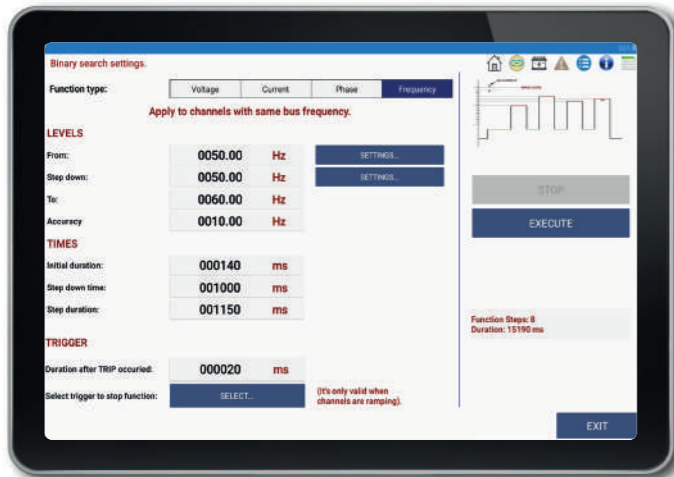 Binary search settings.
Function type: Voltage Current Phase Frequency
Apply to channels with same bus frequency.
LEVELS
From: 0050.00 Hz SETTINGS...
Step down: 0050.00 Hz SETTINGS...
To: 0060.00 Hz
Accuracy 0010.00 Hz
TIMES
Initial duration: 000140 ms
Step down time: 001000 ms
Step duration: 001150 ms
TRIGGER
Duration after TRIP occuried: 000020 ms
Select trigger to stop function: SELECT...
(It's only valid when
channels are ramping).
STOP
EXECUTE
Function Steps: 8
Duration: 15190 ms
EXIT